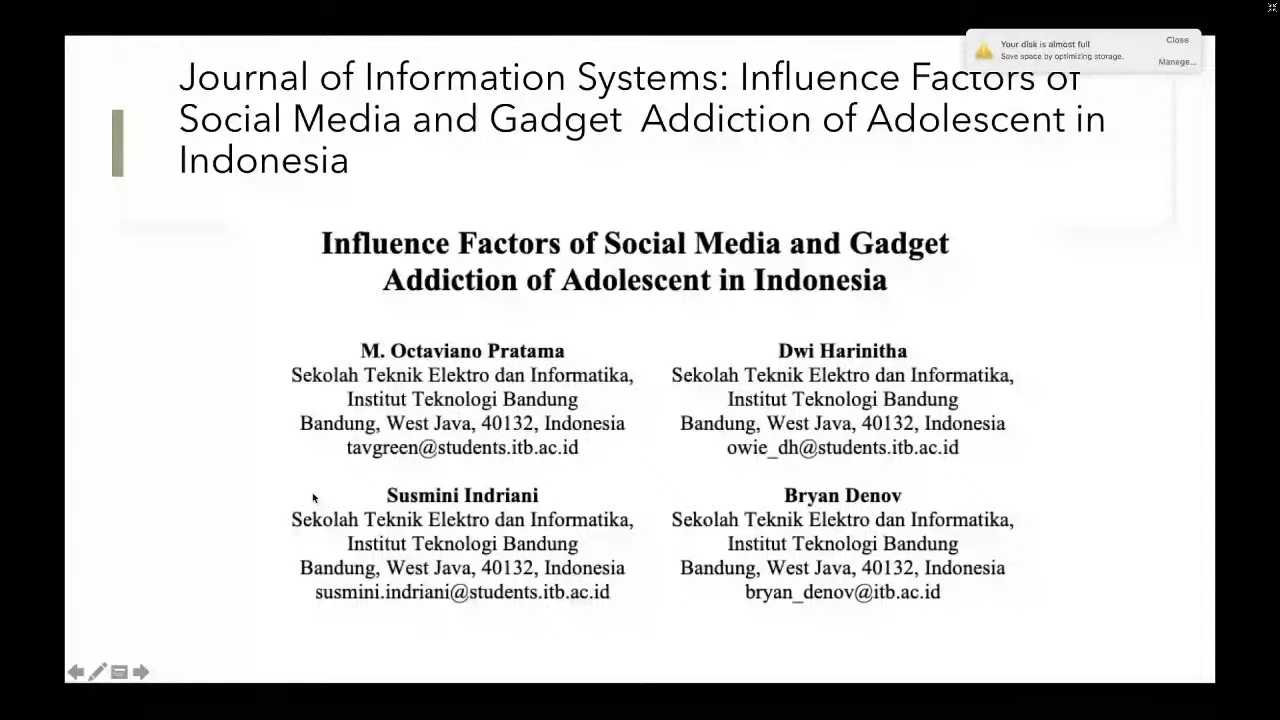 Your disk is almost full
Close
Save space by optimizing storage.
Manage...
Journal of Information Systems: Influence Factors of
Social Media and Gadget Addiction of Adolescent in
Indonesia
Influence Factors of Social Media and Gadget
Addiction of Adolescent in Indonesia
M. Octaviano Pratama
Sekolah Teknik Elektro dan Informatika,
Institut Teknologi Bandung
Bandung, West Java, 40132, Indonesia
tavgreen@students.itb.ac.id
Dwi Harinitha
Sekolah Teknik Elektro dan Informatika,
Institut Teknologi Bandung
Bandung, West Java, 40132, Indonesia
owie_dh@students.itb.ac.id
Susmini Indriani
Sekolah Teknik Elektro dan Informatika,
Institut Teknologi Bandung
Bandung, West Java, 40132, Indonesia
susmini.indriani@students.itb.ac.id
Bryan Denov
Sekolah Teknik Elektro dan Informatika,
Institut Teknologi Bandung
Bandung, West Java, 40132, Indonesia
bryan_denov@itb.ac.id